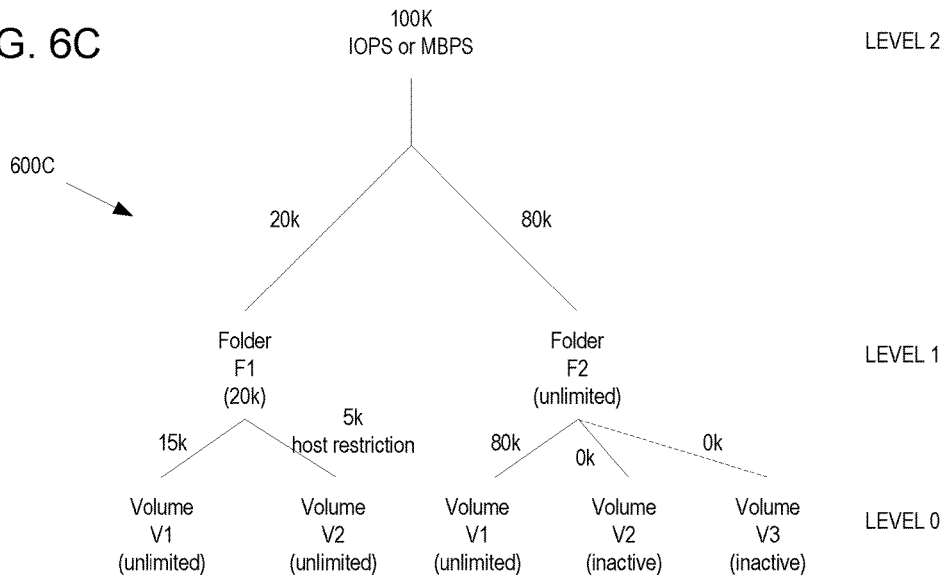 G. 6C
100K
IOPS or MBPS
LEVEL 2
600C
20k
80k
Folder
F1
(20k)
Folder
F2
(unlimited)
LEVEL 1
15k
5k
host restriction
80k
0k
0k
Volume
V1
(unlimited)
Volume
V2
(unlimited)
Volume
V1
(unlimited)
Volume
V2
(inactive)
Volume
V3
(inactive)
LEVEL 0